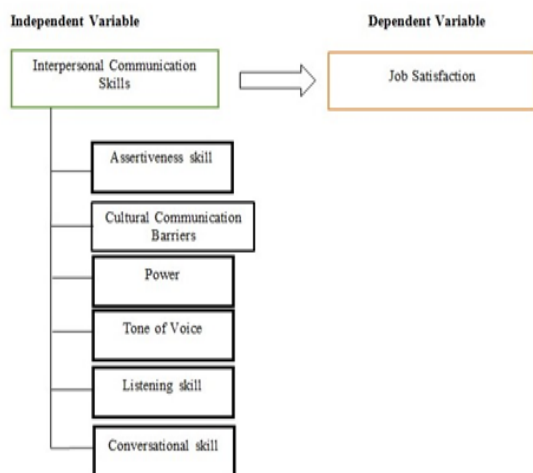 Independent Variable
Dependent Variable
Interpersonal Communication
Skills
Job Satisfaction
Assertiveness skill
Cultural Communication
Barriers
Power
Tone of Voice
Listening skill
Conversational skill